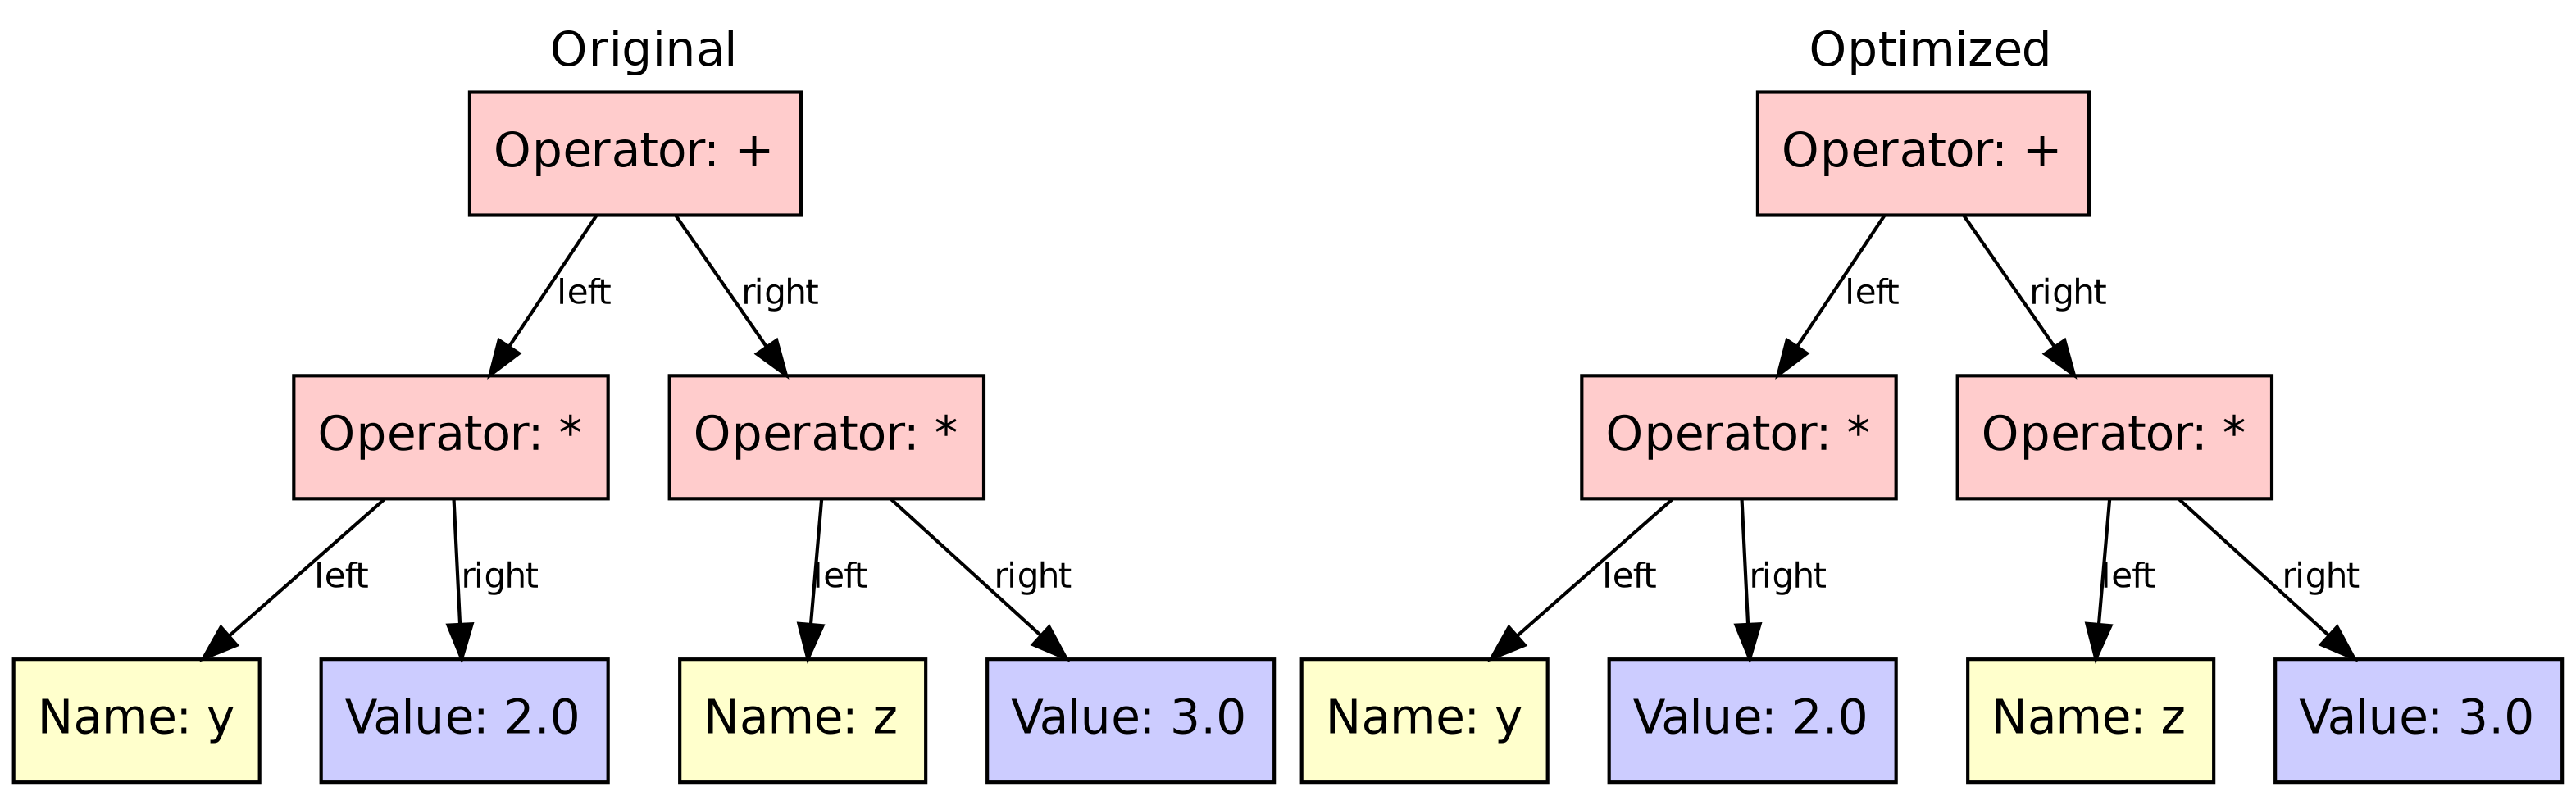 Original
Operator: +
left
right
Operator: *
Operator: *
left
right
left
right
Name: y
Value: 2.0
Name: z
Value: 3.0
Optimized
Operator: +
left
right
Operator: *
Operator: *
left
right
left
right
Name: y
Value: 2.0
Name: z
Value: 3.0